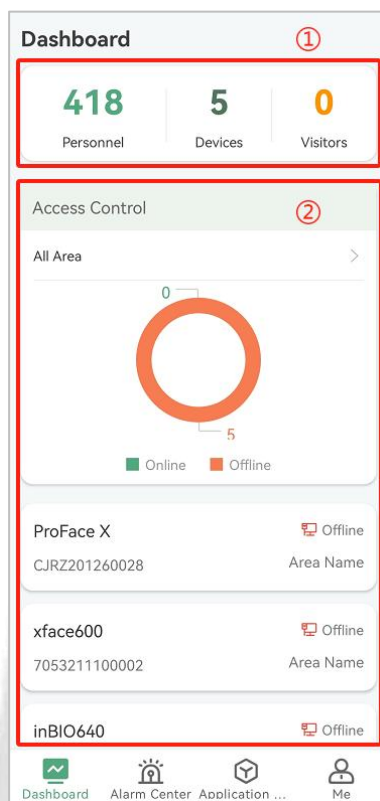 Dashboard
①
418 5 0
Personnel Devices Visitors
Access Control
②
All Area
0
5
Online Offline
ProFace X Offline
CJRZ201260028 Area Name
xface600 Offline
7053211100002 Area Name
inBIO640 Offline
Dashboard Alarm Center Application ... Me